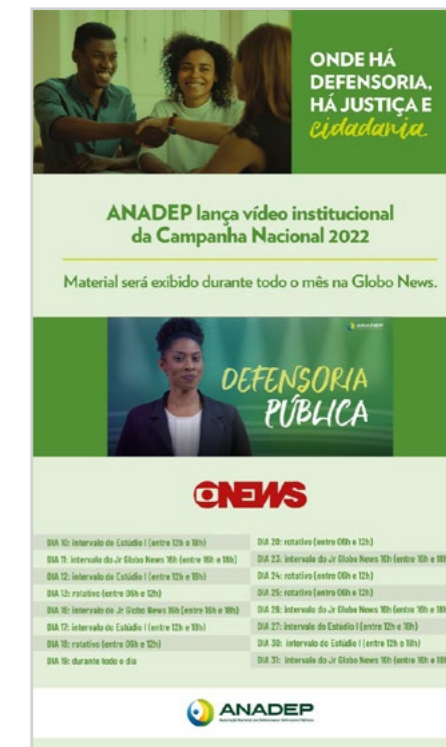 ONDE HÁ
DEFENSORIA,
HÁ JUSTIÇA E
cidadania.
ANADEP lança vídeo institucional
da Campanha Nacional 2022
Material será exibido durante todo o mês na Globo News.
ANADEP
DEFENSORIA
PÚBLICA
NEWS
DIA 10: intervalo do Estúdio I (entre 12h e 18h)
DIA 11: intervalo do Jr Globo News 16h (entre 16h e 18h)
DIA 12: intervalo do Estúdio I (entre 12h e 18h)
DIA 13: rotativo (entre 06h e 12h)
DIA 16: intervalo do Jr Globo News 16h (entre 16h e 18h)
DIA 17: intervalo do Estúdio I (entre 12h e 18h)
DIA 18: rotativo (entre 06h e 12h)
DIA 19: durante todo o dia
DIA 20: rotativo (entre 06h e 12h)
DIA 23: intervalo do Jr Globo News 16h (entre 16h e 18h
DIA 24: rotativo (entre 06h e 12h)
DIA 25: rotativo (entre 06h e 12h)
DIA 26: intervalo do Jr Globo News 16h (entre 16h e 18h
DIA 27: intervalo do Estúdio I (entre 12h e 18h)
DIA 30: intervalo do Estúdio I (entre 12h e 18h)
DIA 31: intervalo do Jr Globo News 16h (entre 16h e 18h
ANADEP